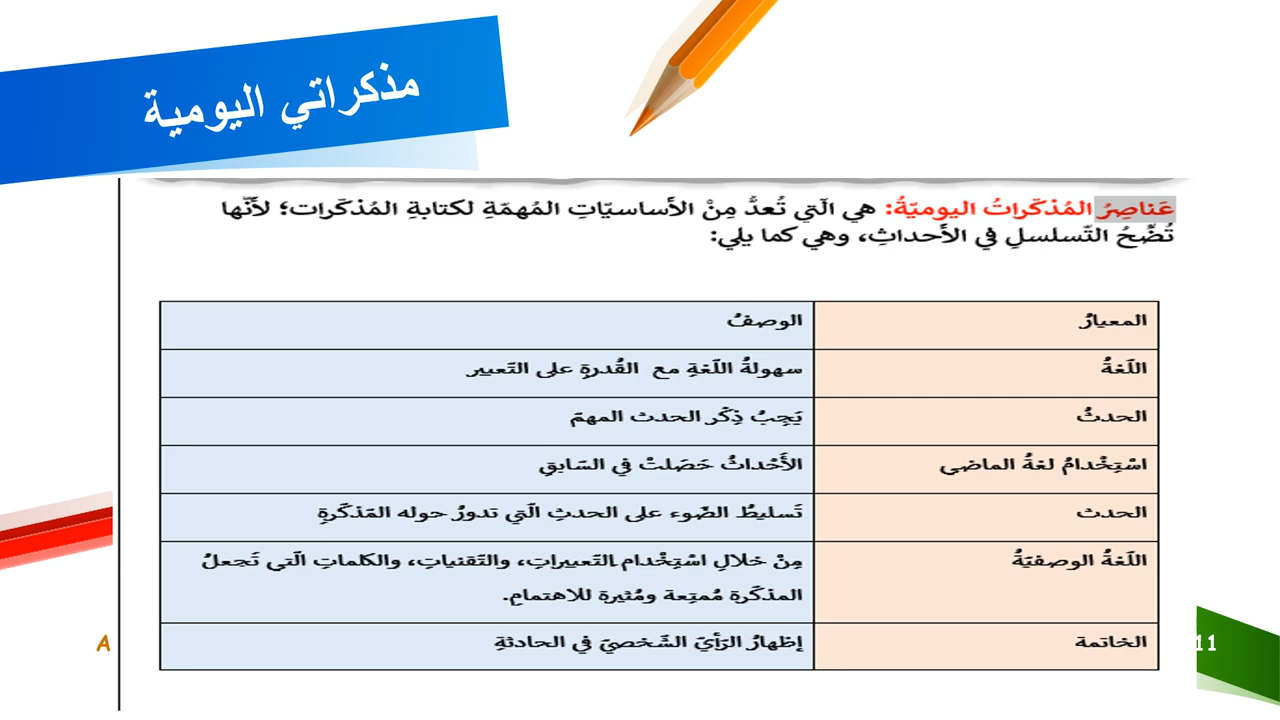 مذكراتي اليومية
عَناصِرُ المُذكّراتُ اليوميّةُ: هي الّتي تُعدُّ مِنْ الأساسيّاتِ المُهمّةِ لكتابةِ المُذكّرات؛ لأنّها
تُضّحُ التّسلسلِ في الأحداثِ، وهي كما يلي:
المعيارُ الوصفُ
اللّغةُ سهولةُ اللّغةِ مع القُدرةِ على التّعبير
الحدثُ يَجِبُ ذِكْر الحدث المهمّ
اسْتِخْدامُ لغةُ الماضي الأَحْداثُ حَصَلتْ في السّابقِ
الحدث تَسليطُ الضّوء على الحدثِ الّتي تدورُ حوله المّذكّرةِ
اللّغةُ الوصفيّةُ مِنْ خلالِ اسْتِخْدام التّعبيراتِ، والتّقنياتِ، والكلماتِ الّتي تَجعلُ
المذكّرة مُمتِعة ومُثيرة للاهتمامِ.
الخاتمة إظهارُ الرّأيّ الشّخصيّ في الحادثةِ
A
11